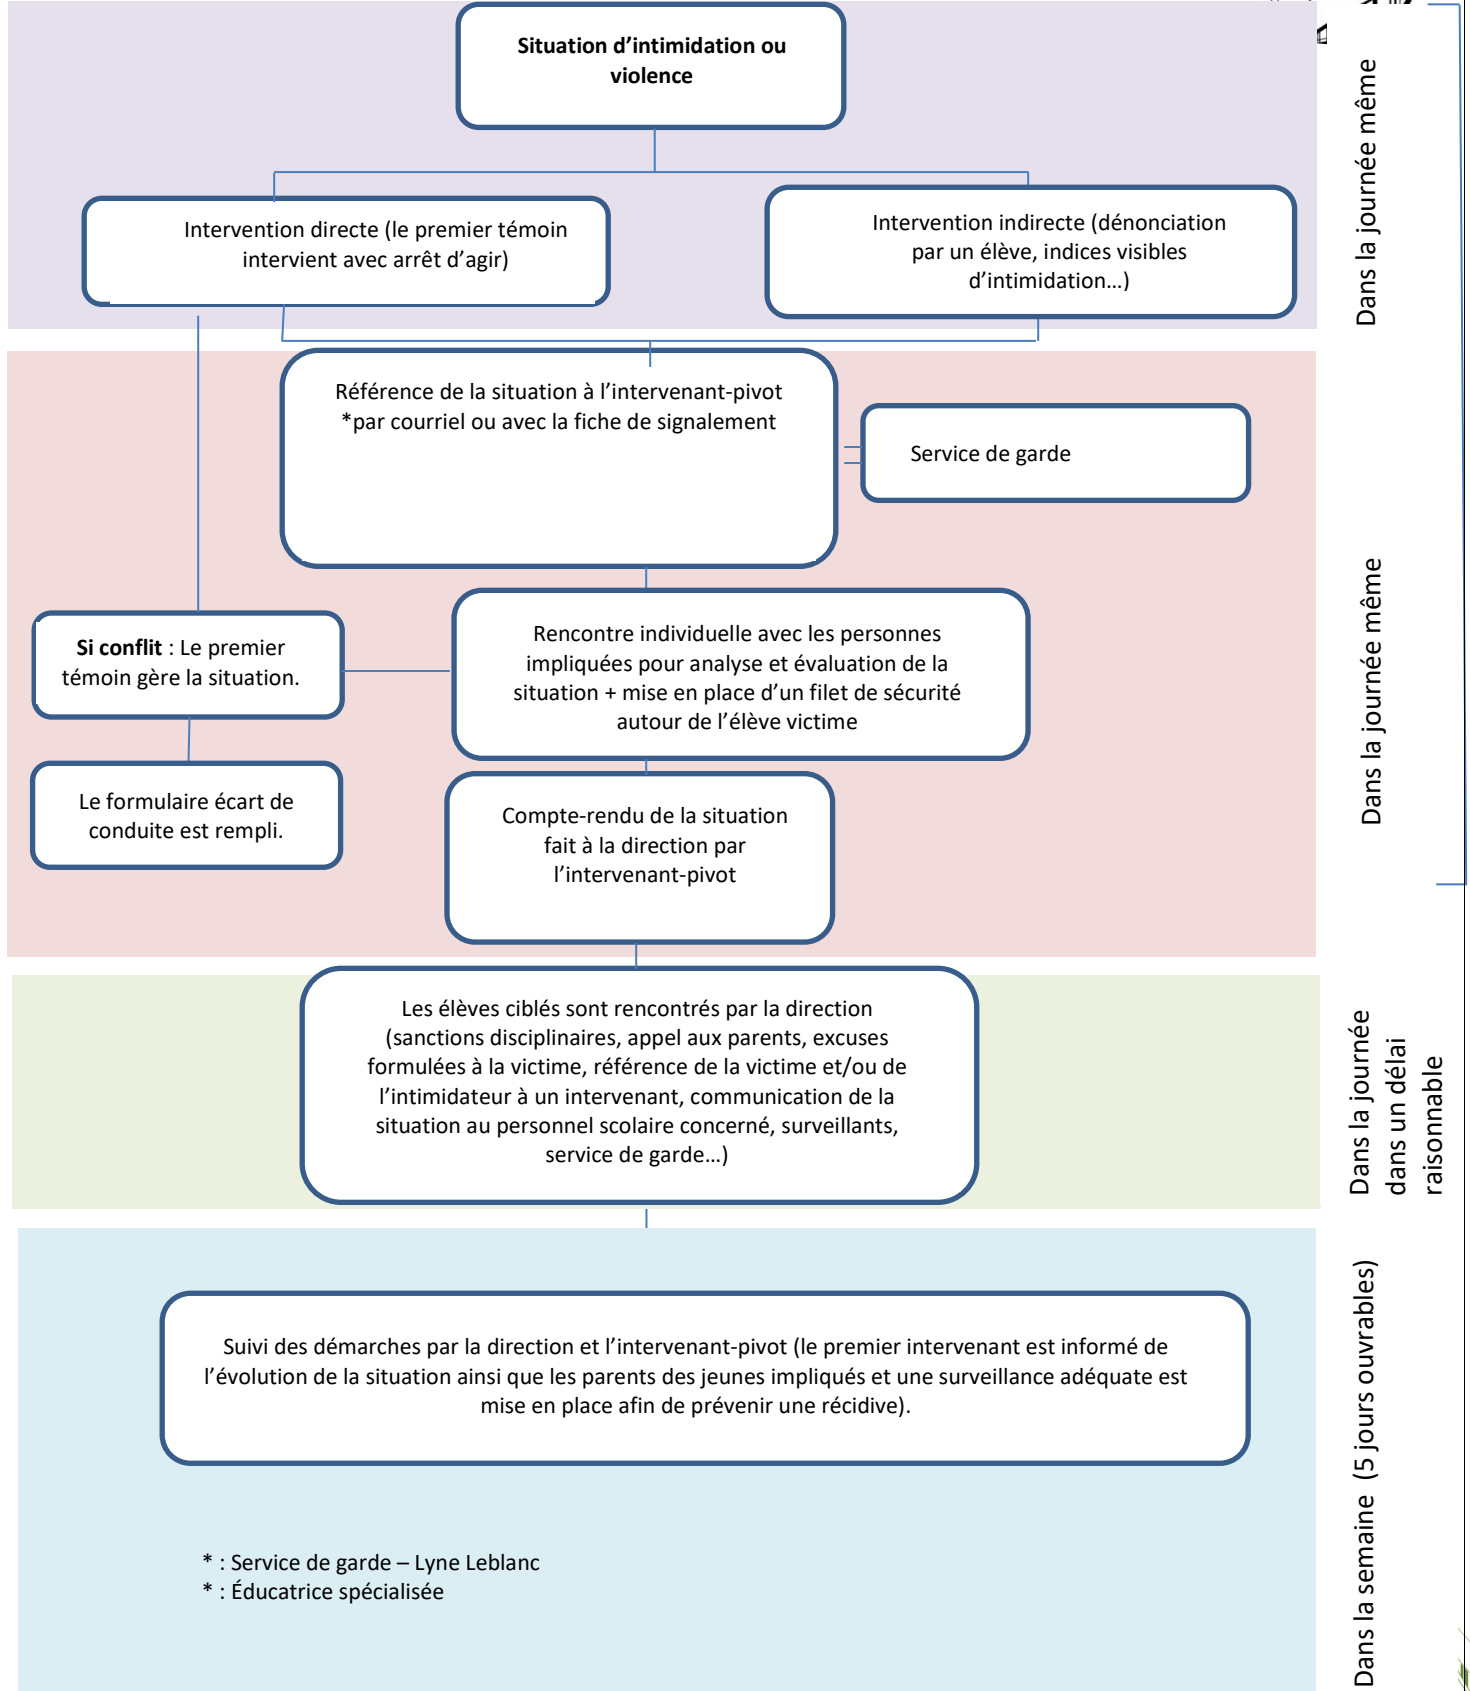 Situation d’intimidation ou
violence
Intervention directe (le premier témoin
intervient avec arrêt d’agir)
Intervention indirecte (dénonciation
par un élève, indices visibles
d’intimidation…)
Dans la journée même
Référence de la situation à l’intervenant-pivot
*par courriel ou avec la fiche de signalement
Service de garde
Si conflit : Le premier
témoin gère la situation.
Rencontre individuelle avec les personnes
impliquées pour analyse et évaluation de la
situation + mise en place d’un filet de sécurité
autour de l’élève victime
Le formulaire écart de
conduite est rempli.
Compte-rendu de la situation
fait à la direction par
l’intervenant-pivot
Dans la journée même
Les élèves ciblés sont rencontrés par la direction
(sanctions disciplinaires, appel aux parents, excuses
formulées à la victime, référence de la victime et/ou de
l’intimidateur à un intervenant, communication de la
situation au personnel scolaire concerné, surveillants,
service de garde…)
Dans la journée
dans un délai
raisonnable
Suivi des démarches par la direction et l’intervenant-pivot (le premier intervenant est informé de
l’évolution de la situation ainsi que les parents des jeunes impliqués et une surveillance adéquate est
mise en place afin de prévenir une récidive).
* : Service de garde – Lyne Leblanc
* : Éducatrice spécialisée
Dans la semaine (5 jours ouvrables)